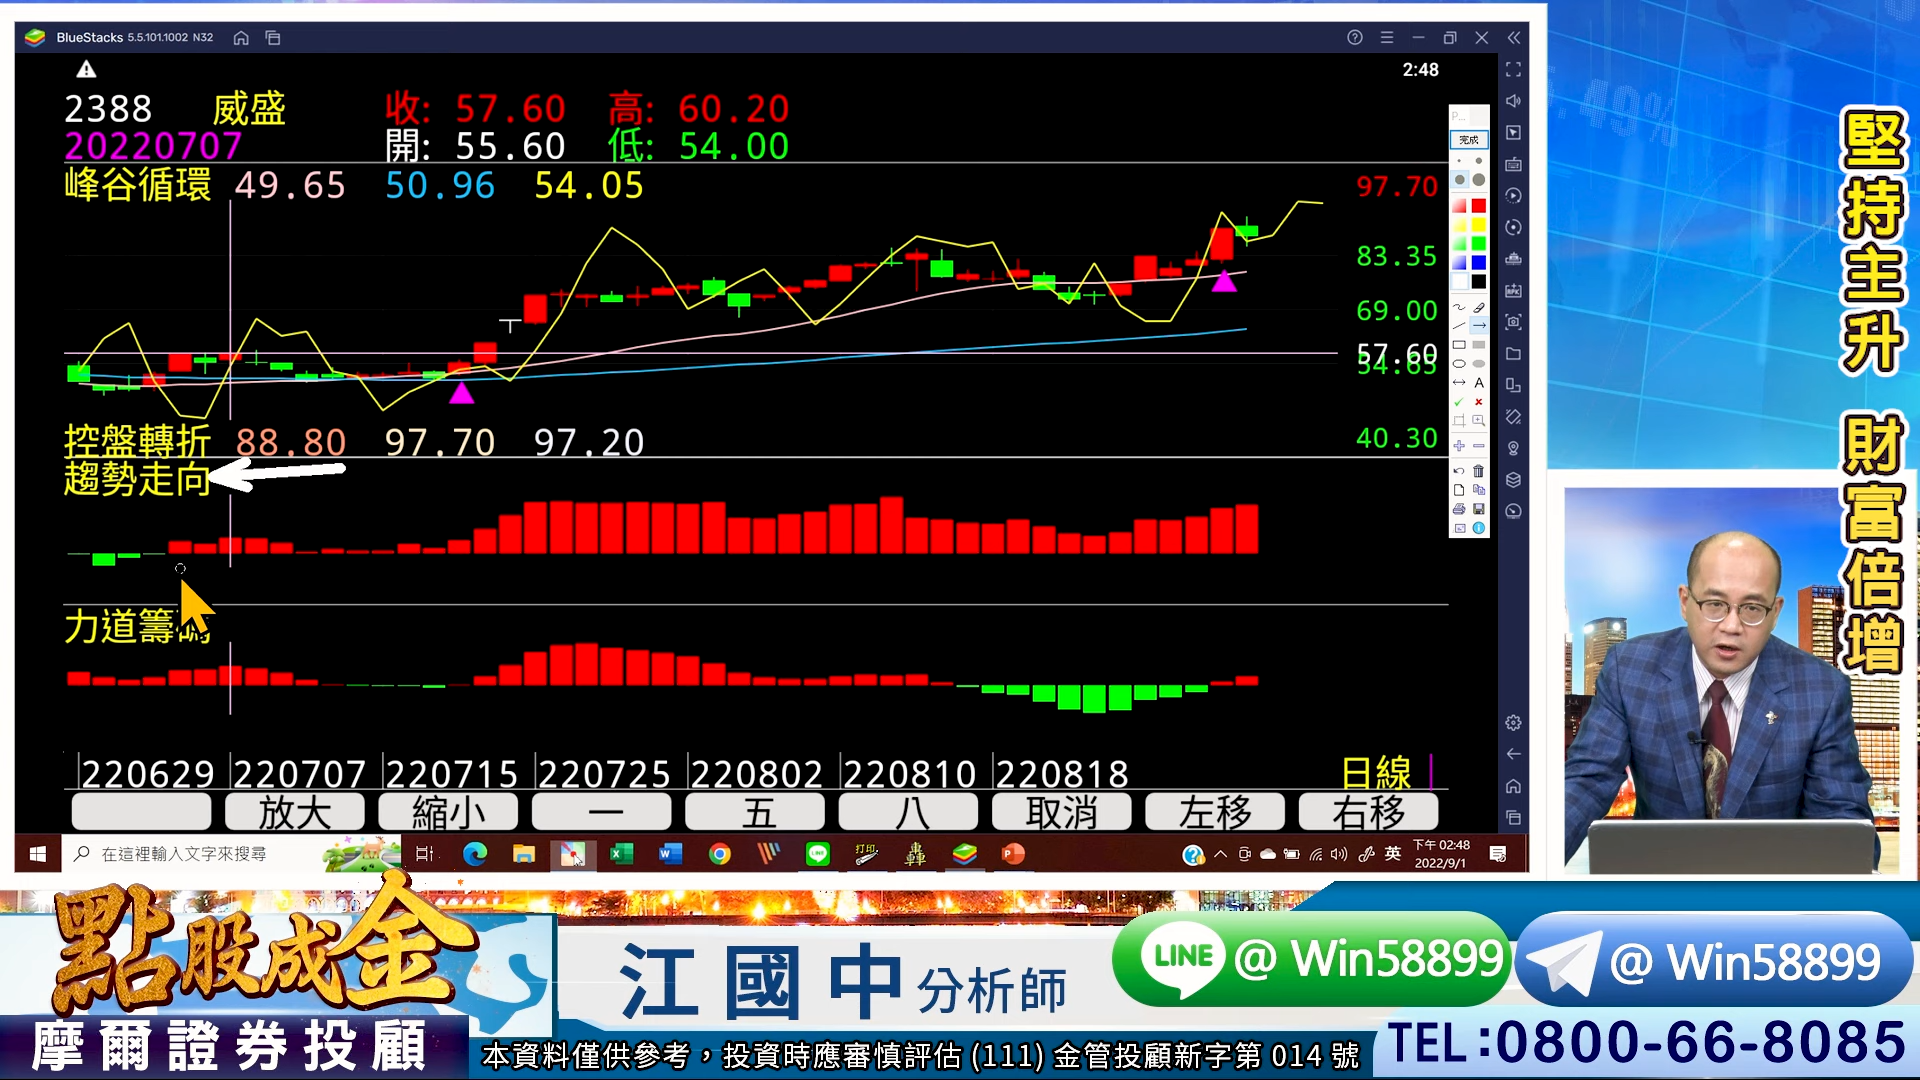 BlueStacks 5.5.101.1002 N32
2:48
2388 威盛 收: 57.60 高: 60.20
20220707 開: 55.60 低: 54.00
峰谷循環 49.65 50.96 54.05
97.70
83.35
69.00
57.60
54.65
40.30
控盤轉折 88.80 97.70 97.20
趨勢走向
力道籌碼
220629 220707 220715 220725 220802 220810 220818 日線
放大 縮小 一 五 八 取消 左移 右移
完成
在這裡輸入文字來搜尋
英
下午 02:48
2022/9/1
堅持主升 財富倍增
點股成金
摩爾證券投顧
江國中 分析師
LINE @ Win58899
@ Win58899
TEL:0800-66-8085
本資料僅供參考，投資時應審慎評估 (111) 金管投顧新字第 014 號